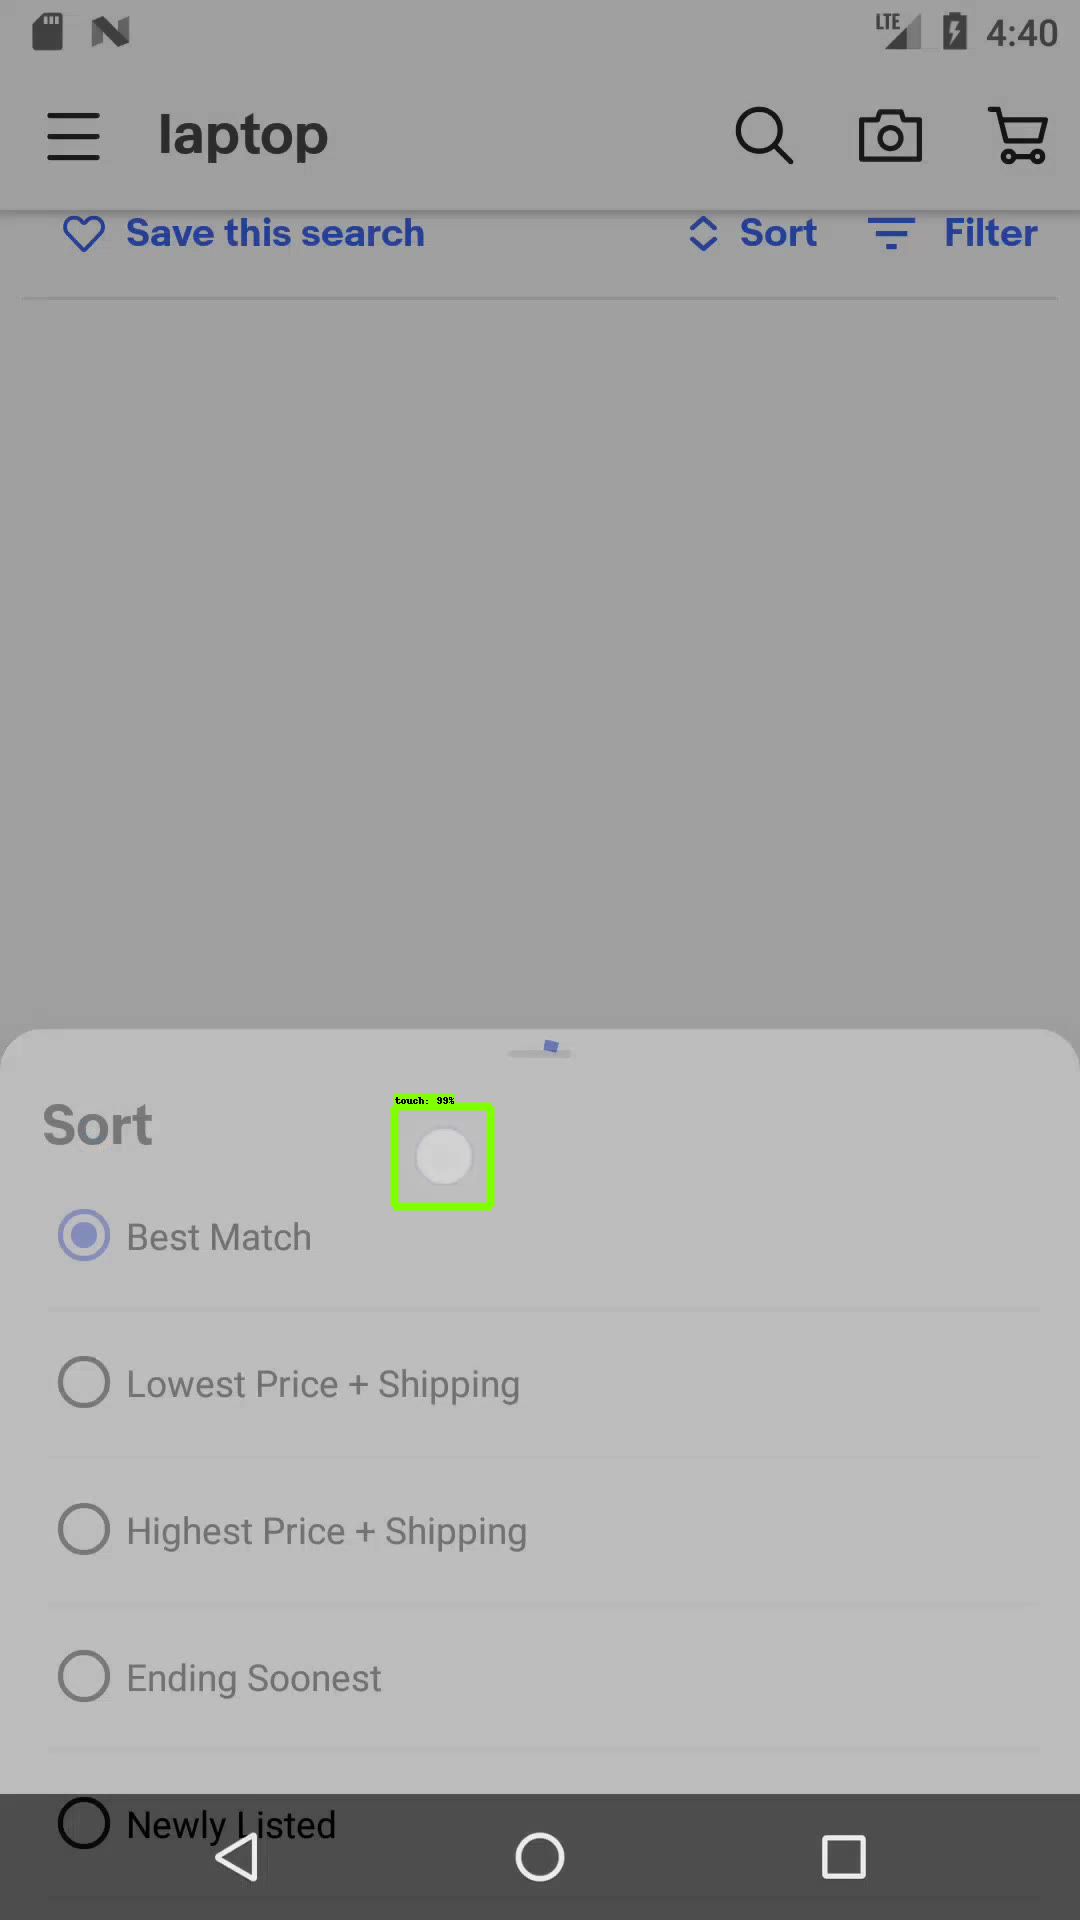 LTE 4:40
laptop
Save this search Sort Filter
touch: 99%
Sort
Best Match
Lowest Price + Shipping
Highest Price + Shipping
Ending Soonest
Newly Listed